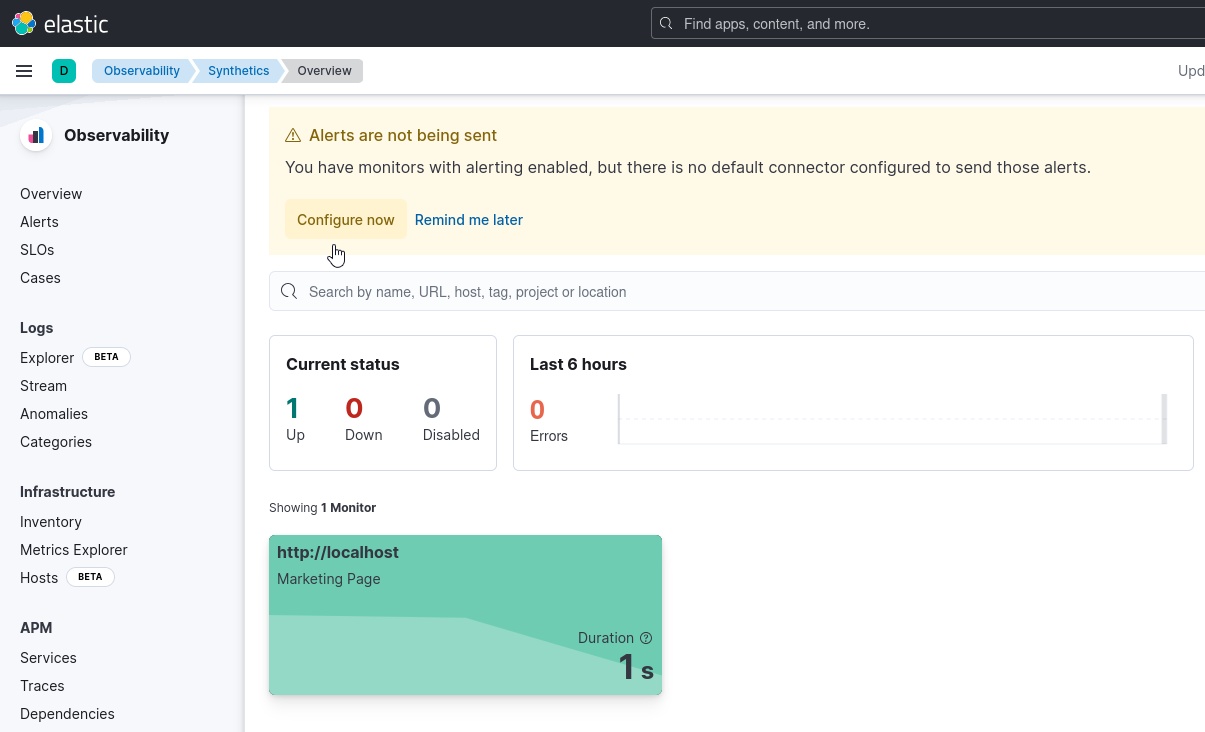 elastic
Find apps, content, and more.
D
Observability
Synthetics
Overview
Upd
Observability
Overview
Alerts
SLOs
Cases
Logs
Explorer BETA
Stream
Anomalies
Categories
Infrastructure
Inventory
Metrics Explorer
Hosts BETA
APM
Services
Traces
Dependencies
Alerts are not being sent
You have monitors with alerting enabled, but there is no default connector configured to send those alerts.
Configure now
Remind me later
Search by name, URL, host, tag, project or location
Current status
1 0 0
Up Down Disabled
Last 6 hours
0
Errors
Showing 1 Monitor
http://localhost
Marketing Page
Duration
1 s